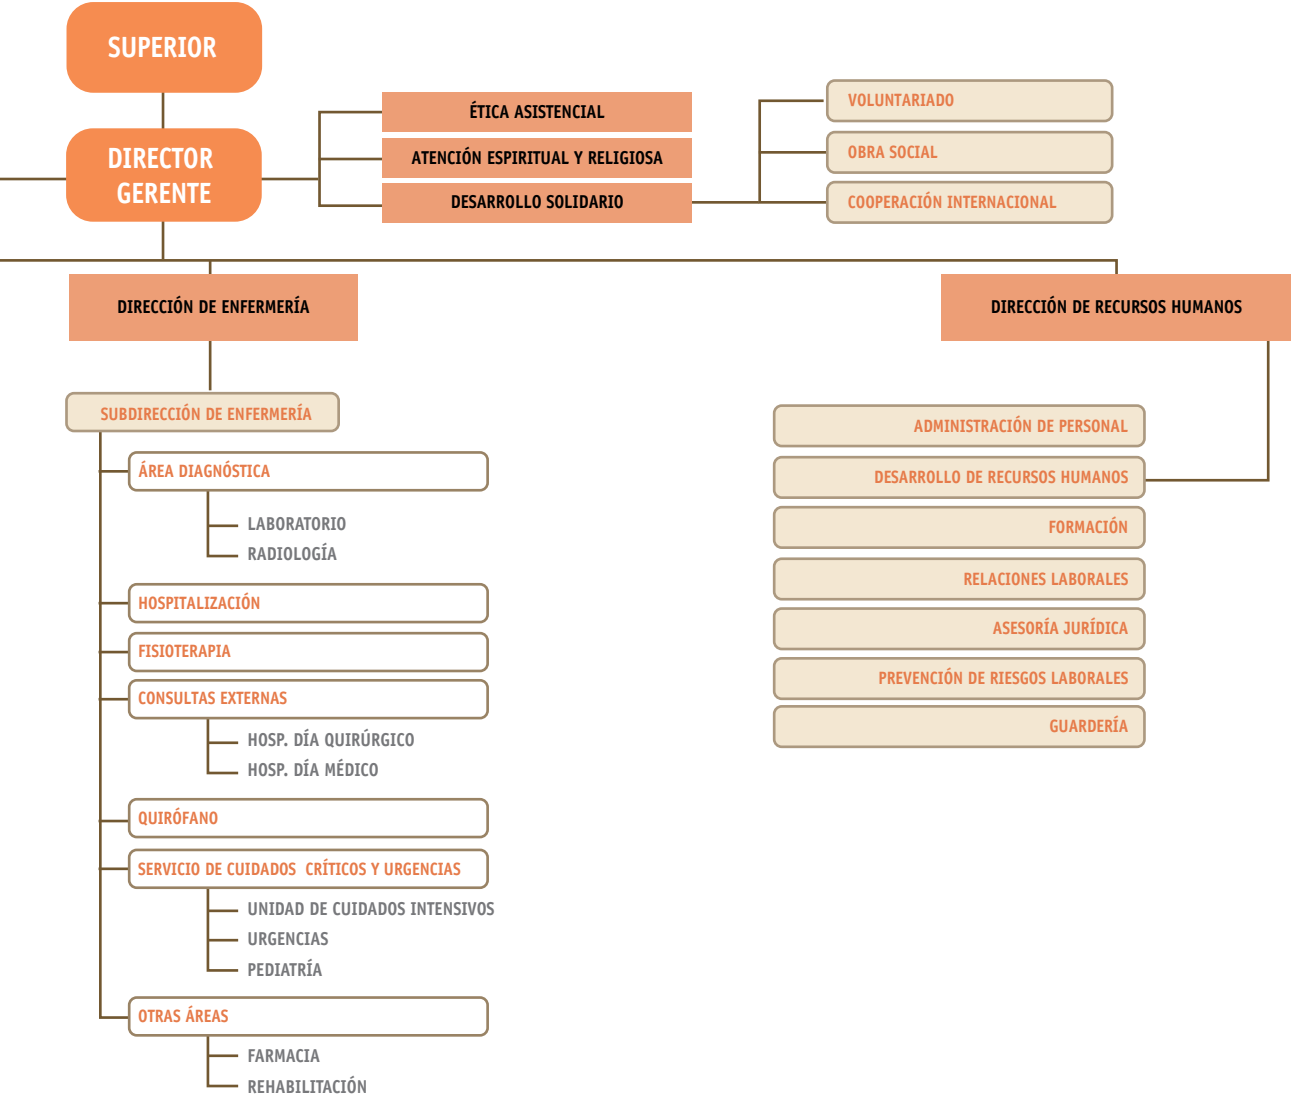 SUPERIOR
DIRECTOR
GERENTE
ÉTICA ASISTENCIAL
ATENCIÓN ESPIRITUAL Y RELIGIOSA
DESARROLLO SOLIDARIO
VOLUNTARIADO
OBRA SOCIAL
COOPERACIÓN INTERNACIONAL
DIRECCIÓN DE ENFERMERÍA
SUBDIRECCIÓN DE ENFERMERÍA
ÁREA DIAGNÓSTICA
LABORATORIO
RADIOLOGÍA
HOSPITALIZACIÓN
FISIOTERAPIA
CONSULTAS EXTERNAS
HOSP. DÍA QUIRÚRGICO
HOSP. DÍA MÉDICO
QUIRÓFANO
SERVICIO DE CUIDADOS CRÍTICOS Y URGENCIAS
UNIDAD DE CUIDADOS INTENSIVOS
URGENCIAS
PEDIATRÍA
OTRAS ÁREAS
FARMACIA
REHABILITACIÓN
DIRECCIÓN DE RECURSOS HUMANOS
ADMINISTRACIÓN DE PERSONAL
DESARROLLO DE RECURSOS HUMANOS
FORMACIÓN
RELACIONES LABORALES
ASESORÍA JURÍDICA
PREVENCIÓN DE RIESGOS LABORALES
GUARDERÍA